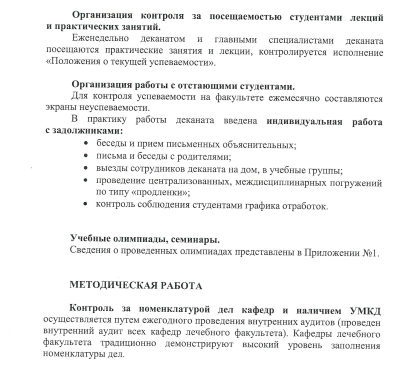 Организация контроля за посещаемостью студентами лекций
и практических занятий.
Еженедельно деканатом и главными специалистами деканата
посещаются практические занятия и лекции, контролируется исполнение
«Положения о текущей успеваемости».
Организация работы с отстающими студентами.
Для контроля успеваемости на факультете ежемесячно составляются
экраны неуспеваемости.
В практику работы деканата введена индивидуальная работа
с задолжниками:
• беседы и прием письменных объяснительных;
• письма и беседы с родителями;
• выезды сотрудников деканата на дом, в учебные группы;
• проведение централизованных, междисциплинарных погружений
по типу «продленки»;
• контроль соблюдения студентами графика отработок.
Учебные олимпиады, семинары.
Сведения о проведенных олимпиадах представлены в Приложении №1.
МЕТОДИЧЕСКАЯ РАБОТА
Контроль за номенклатурой дел кафедр и наличием УМКД
осуществляется путем ежегодного проведения внутренних аудитов (проведен
внутренний аудит всех кафедр лечебного факультета). Кафедры лечебного
факультета традиционно демонстрируют высокий уровень заполнения
номенклатуры дел.